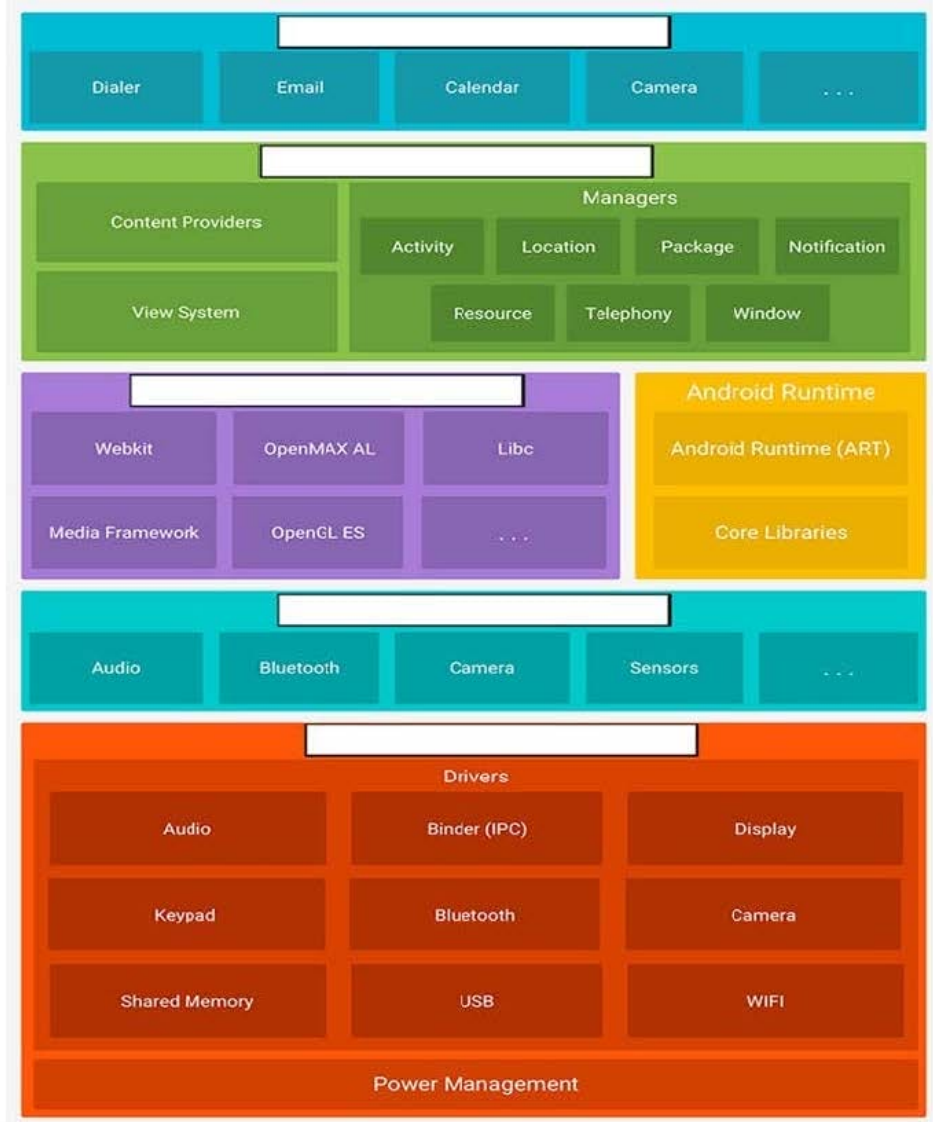 Dialer Email Calendar Camera . . .
Managers
Content Providers
Activity Location Package Notification
View System
Resource Telephony Window
Android Runtime
Webkit OpenMAX AL Libc
Android Runtime (ART)
Media Framework OpenGL ES . . .
Core Libraries
Audio Bluetooth Camera Sensors . . .
Drivers
Audio Binder (IPC) Display
Keypad Bluetooth Camera
Shared Memory USB WIFI
Power Management